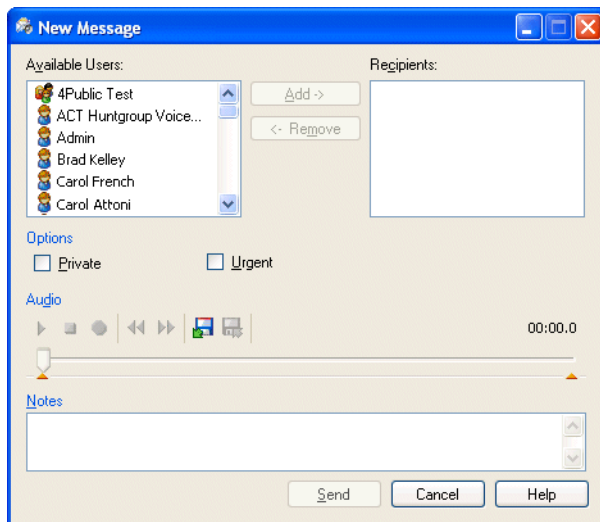 New Message
Available Users:
Recipients:
4Public Test
ACT Huntgroup Voice...
Admin
Brad Kelley
Carol French
Carol Attoni
Add ->
<- Remove
Options
Private
Urgent
Audio
00:00.0
Notes
Send
Cancel
Help